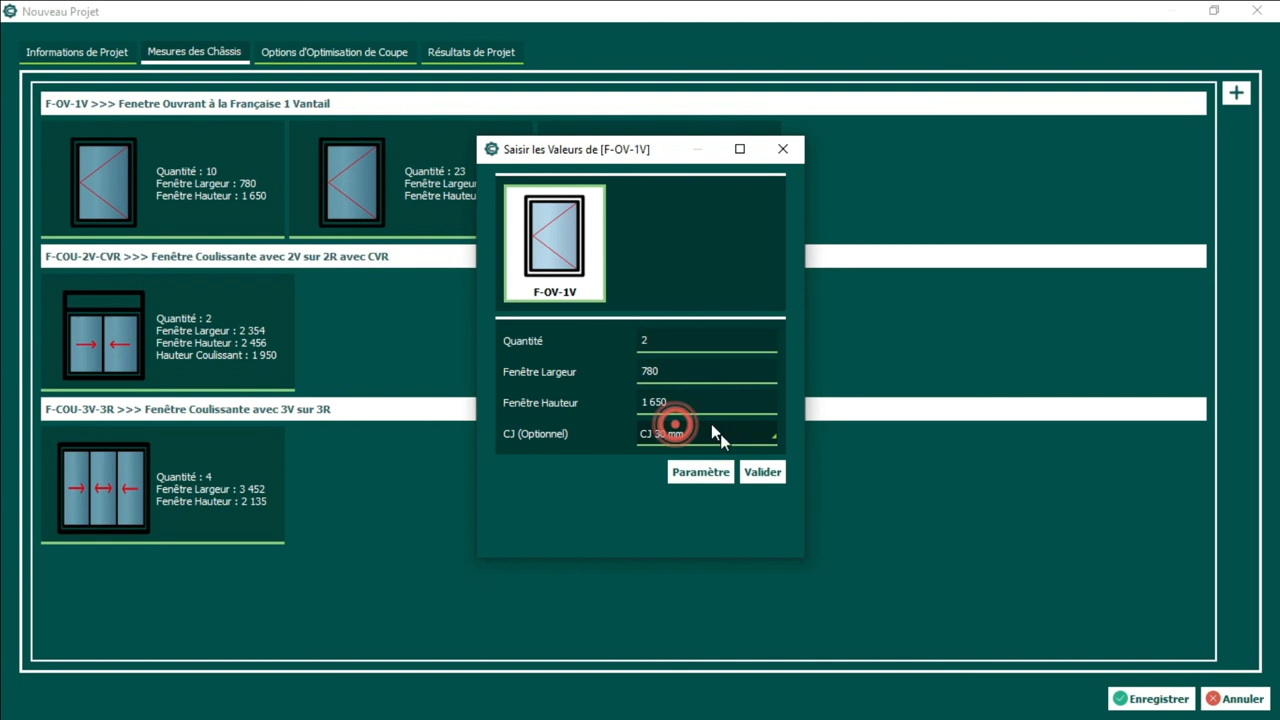 Nouveau Projet
Informations de Projet
Mesures des Châssis
Options d'Optimisation de Coupe
Résultats de Projet
F-OV-1V >>> Fenetre Ouvrant à la Française 1 Vantail
Quantité : 10
Fenêtre Largeur : 780
Fenêtre Hauteur : 1 650
Quantité : 23
Fenêtre Largeur
Fenêtre Hauteu
F-COU-2V-CVR >>> Fenêtre Coulissante avec 2V sur 2R avec CVR
Quantité : 2
Fenêtre Largeur : 2 354
Fenêtre Hauteur : 2 456
Hauteur Coulissant : 1 950
F-COU-3V-3R >>> Fenêtre Coulissante avec 3V sur 3R
Quantité : 4
Fenêtre Largeur : 3 452
Fenêtre Hauteur : 2 135
Saisir les Valeurs de [F-OV-1V]
F-OV-1V
Quantité 2
Fenêtre Largeur 780
Fenêtre Hauteur 1 650
CJ (Optionnel) CJ 30 mm
Paramètre
Valider
Enregistrer
Annuler